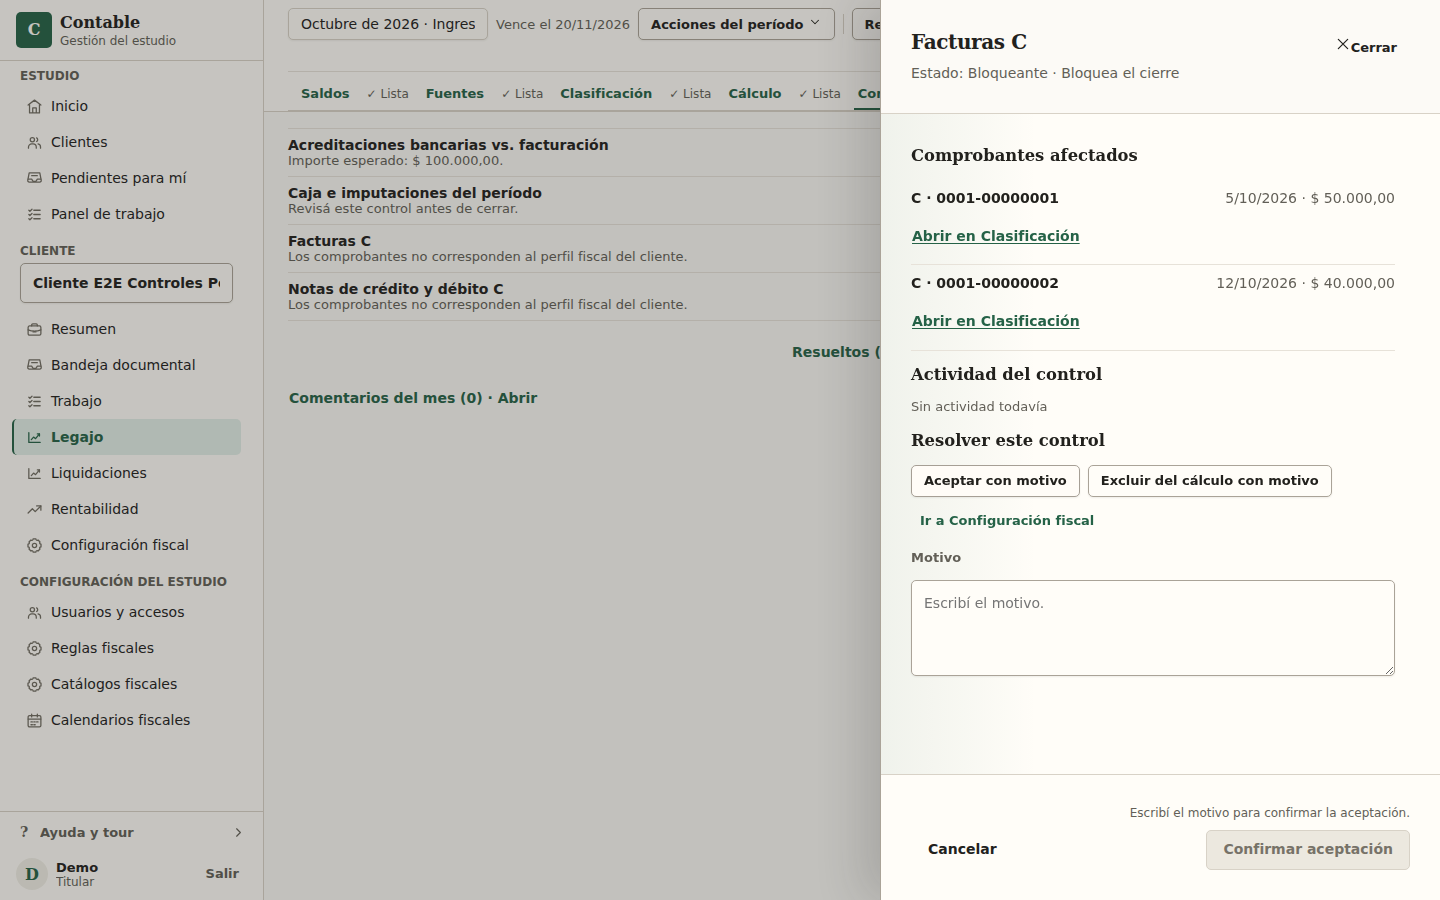 C
Contable
Gestión del estudio
ESTUDIO
Inicio
Clientes
Pendientes para mí
Panel de trabajo
CLIENTE
Cliente E2E Controles
Resumen
Bandeja documental
Trabajo
Legajo
Liquidaciones
Rentabilidad
Configuración fiscal
CONFIGURACIÓN DEL ESTUDIO
Usuarios y accesos
Reglas fiscales
Catálogos fiscales
Calendarios fiscales
? Ayuda y tour
D
Demo
Titular
Salir
Octubre de 2026 · Ingres
Vence el 20/11/2026
Acciones del período
Re
Saldos ✓ Lista Fuentes ✓ Lista Clasificación ✓ Lista Cálculo ✓ Lista Con
Acreditaciones bancarias vs. facturación
Importe esperado: $ 100.000,00.
Caja e imputaciones del período
Revisá este control antes de cerrar.
Facturas C
Los comprobantes no corresponden al perfil fiscal del cliente.
Notas de crédito y débito C
Los comprobantes no corresponden al perfil fiscal del cliente.
Resueltos (
Comentarios del mes (0) · Abrir
Facturas C
Cerrar
Estado: Bloqueante · Bloquea el cierre
Comprobantes afectados
C · 0001-00000001 5/10/2026 · $ 50.000,00
Abrir en Clasificación
C · 0001-00000002 12/10/2026 · $ 40.000,00
Abrir en Clasificación
Actividad del control
Sin actividad todavía
Resolver este control
Aceptar con motivo
Excluir del cálculo con motivo
Ir a Configuración fiscal
Motivo
Escribí el motivo.
Escribí el motivo para confirmar la aceptación.
Cancelar
Confirmar aceptación